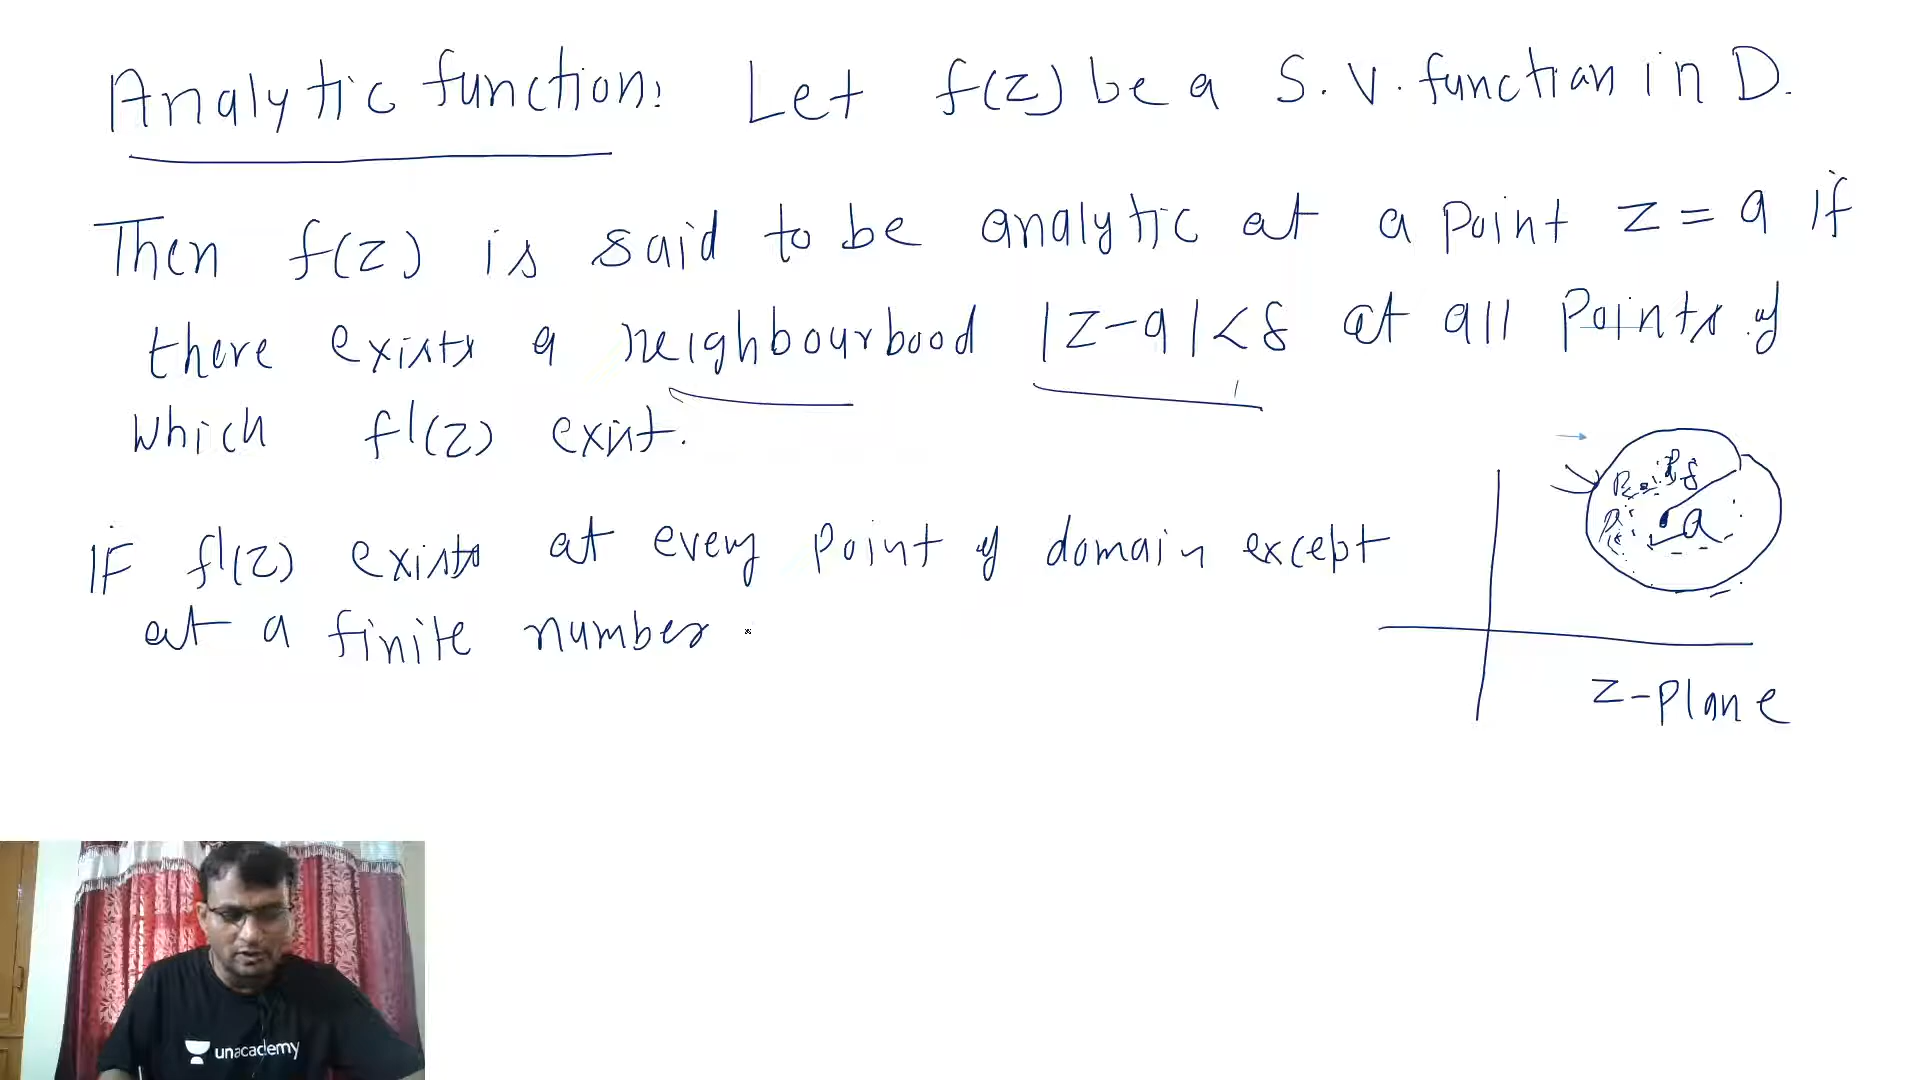 Analytic function: Let f(z) be a S.V. function in D.
Then f(z) is said to be analytic at a point z = a if
there exists a neighbourhood |z-a|<δ at all points of
which f'(z) exist.
If f'(z) exists at every point of domain except
at a finite number
δ
a
z-plane
unacademy